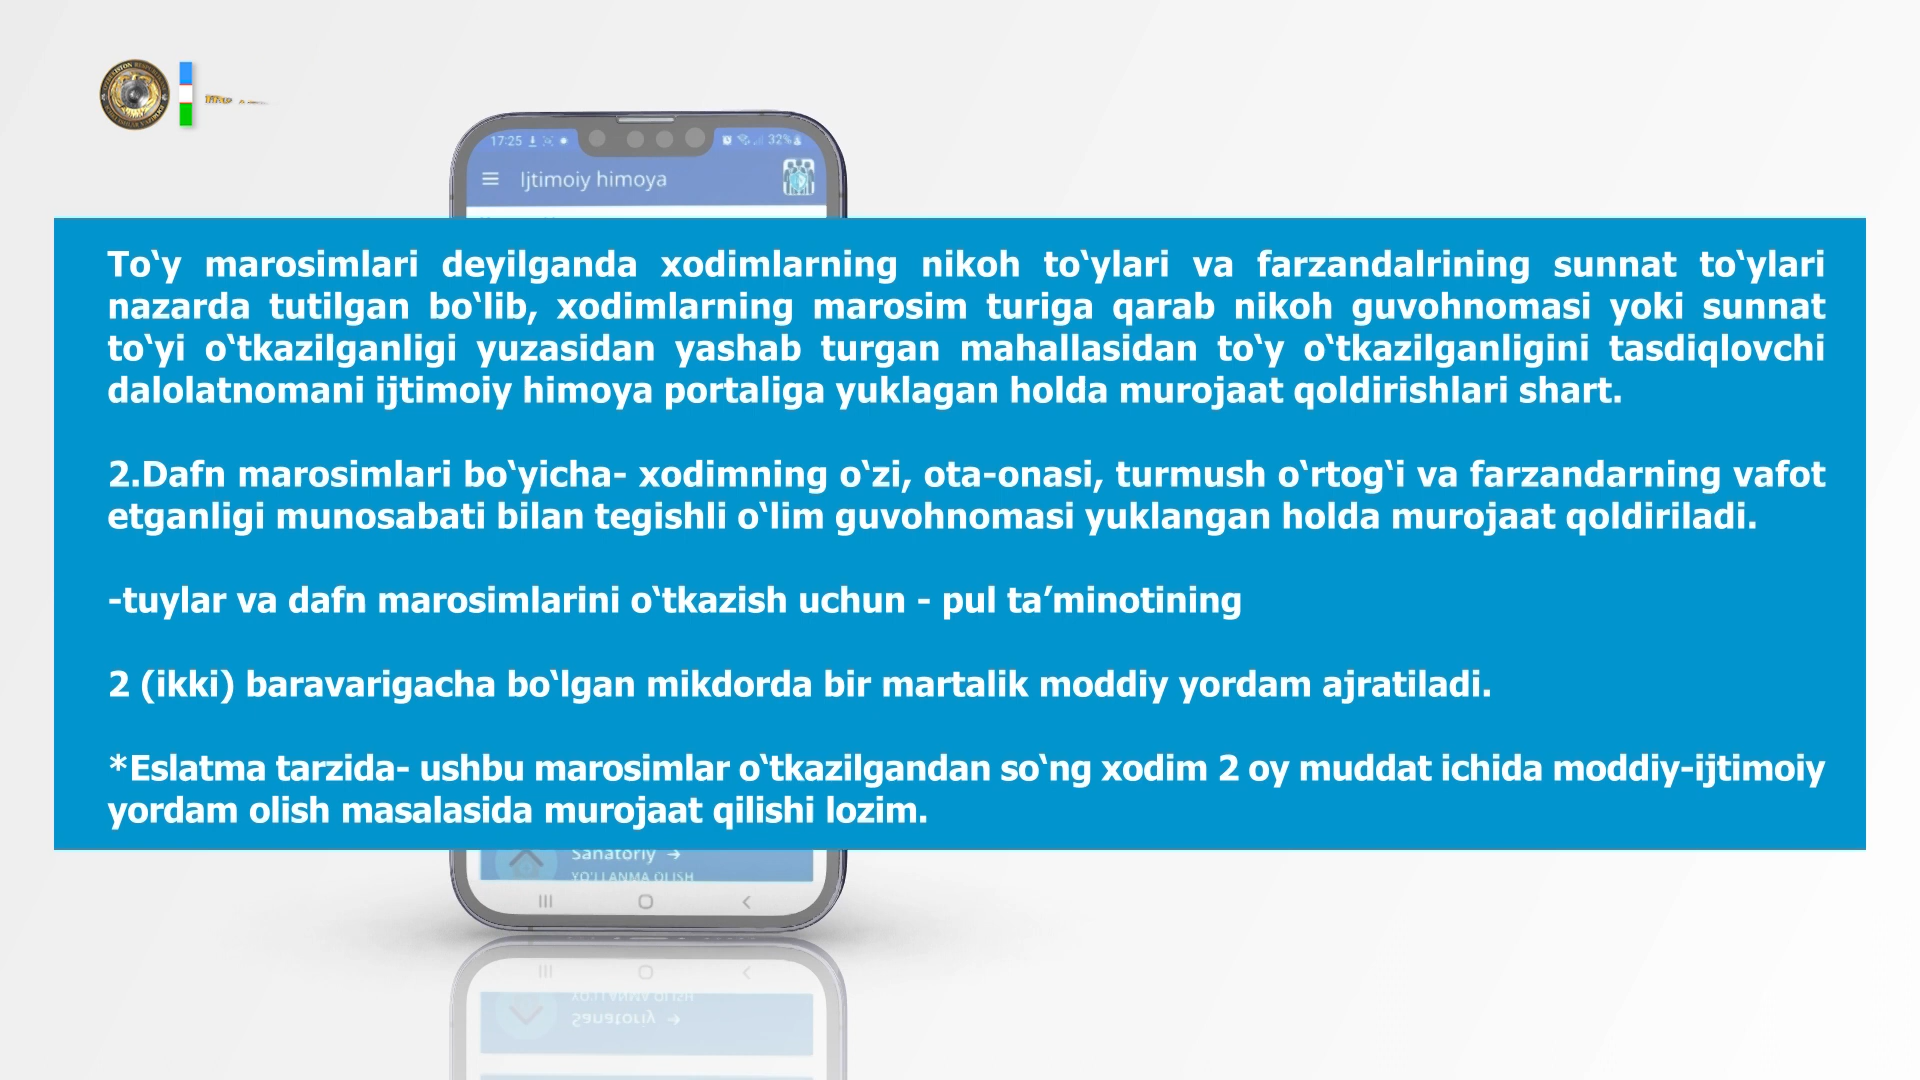 17:25
32%
Ijtimoiy himoya
To‘y marosimlari deyilganda xodimlarning nikoh to‘ylari va farzandalrining sunnat to‘ylari
nazarda tutilgan bo‘lib, xodimlarning marosim turiga qarab nikoh guvohnomasi yoki sunnat
to‘yi o‘tkazilganligi yuzasidan yashab turgan mahallasidan to‘y o‘tkazilganligini tasdiqlovchi
dalolatnomani ijtimoiy himoya portaliga yuklagan holda murojaat qoldirishlari shart.
2.Dafn marosimlari bo‘yicha- xodimning o‘zi, ota-onasi, turmush o‘rtog‘i va farzandarning vafot
etganligi munosabati bilan tegishli o‘lim guvohnomasi yuklangan holda murojaat qoldiriladi.
-tuylar va dafn marosimlarini o‘tkazish uchun - pul ta’minotining
2 (ikki) baravarigacha bo‘lgan mikdorda bir martalik moddiy yordam ajratiladi.
*Eslatma tarzida- ushbu marosimlar o‘tkazilgandan so‘ng xodim 2 oy muddat ichida moddiy-ijtimoiy
yordam olish masalasida murojaat qilishi lozim.
Sanatoriy →
YO'LLANMA OLISH